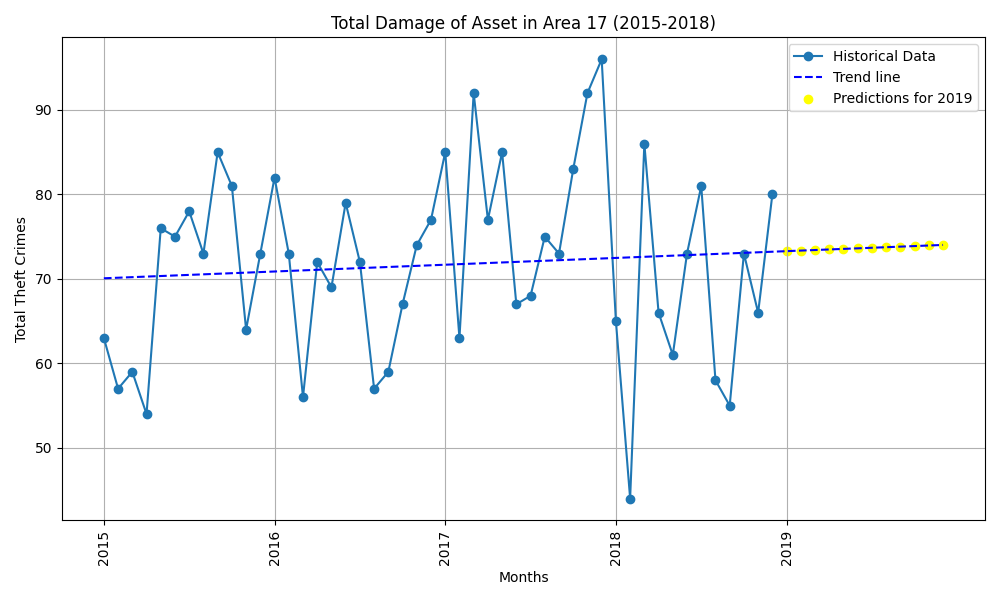 Total Damage of Asset in Area 17 (2015-2018)
Historical Data
Trend line
Predictions for 2019
Total Theft Crimes
90
80
70
60
50
2015
2016
2017
2018
2019
Months